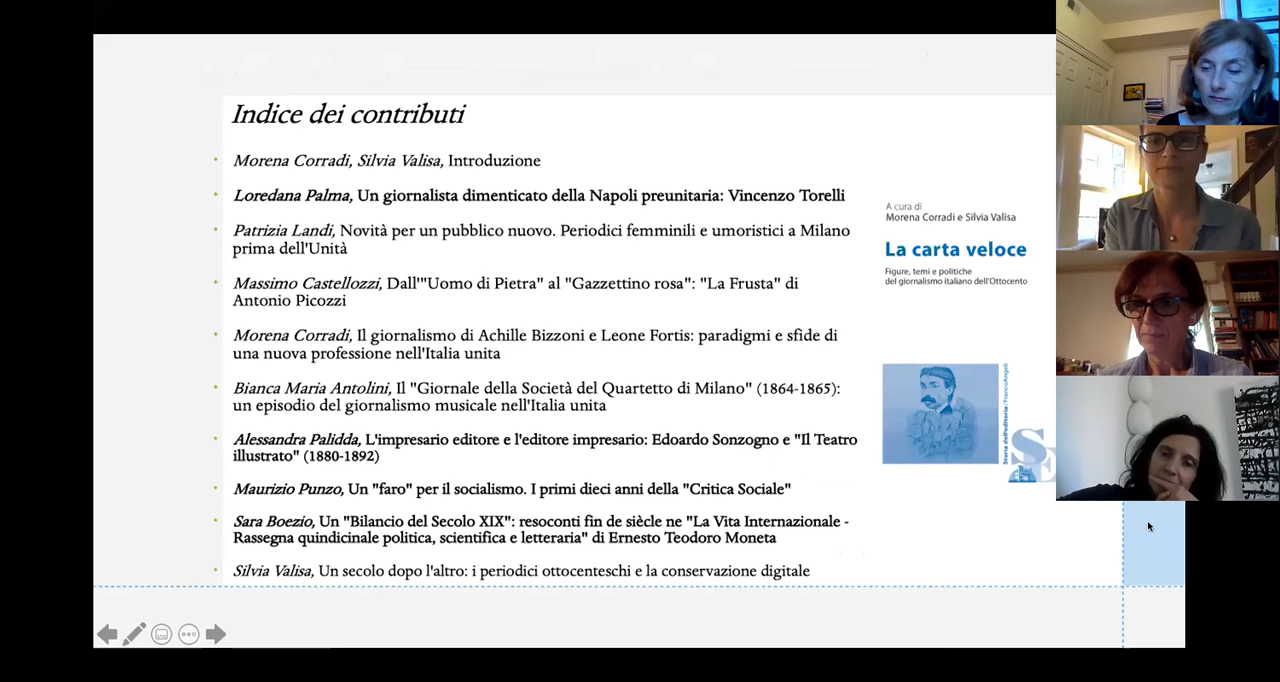 Indice dei contributi
Morena Corradi, Silvia Valisa, Introduzione
Loredana Palma, Un giornalista dimenticato della Napoli preunitaria: Vincenzo Torelli
Patrizia Landi, Novità per un pubblico nuovo. Periodici femminili e umoristici a Milano
prima dell'Unità
Massimo Castellozzi, Dall'"Uomo di Pietra" al "Gazzettino rosa": "La Frusta" di
Antonio Picozzi
Morena Corradi, Il giornalismo di Achille Bizzoni e Leone Fortis: paradigmi e sfide di
una nuova professione nell'Italia unita
Bianca Maria Antolini, Il "Giornale della Società del Quartetto di Milano" (1864-1865):
un episodio del giornalismo musicale nell'Italia unita
Alessandra Palidda, L'impresario editore e l'editore impresario: Edoardo Sonzogno e "Il Teatro
illustrato" (1880-1892)
Maurizio Punzo, Un "faro" per il socialismo. I primi dieci anni della "Critica Sociale"
Sara Boezio, Un "Bilancio del Secolo XIX": resoconti fin de siècle ne "La Vita Internazionale -
Rassegna quindicinale politica, scientifica e letteraria" di Ernesto Teodoro Moneta
Silvia Valisa, Un secolo dopo l'altro: i periodici ottocenteschi e la conservazione digitale
A cura di
Morena Corradi e Silvia Valisa
La carta veloce
Figure, temi e politiche
del giornalismo italiano dell'Ottocento
Storia dell'editoria/FrancoAngeli
S